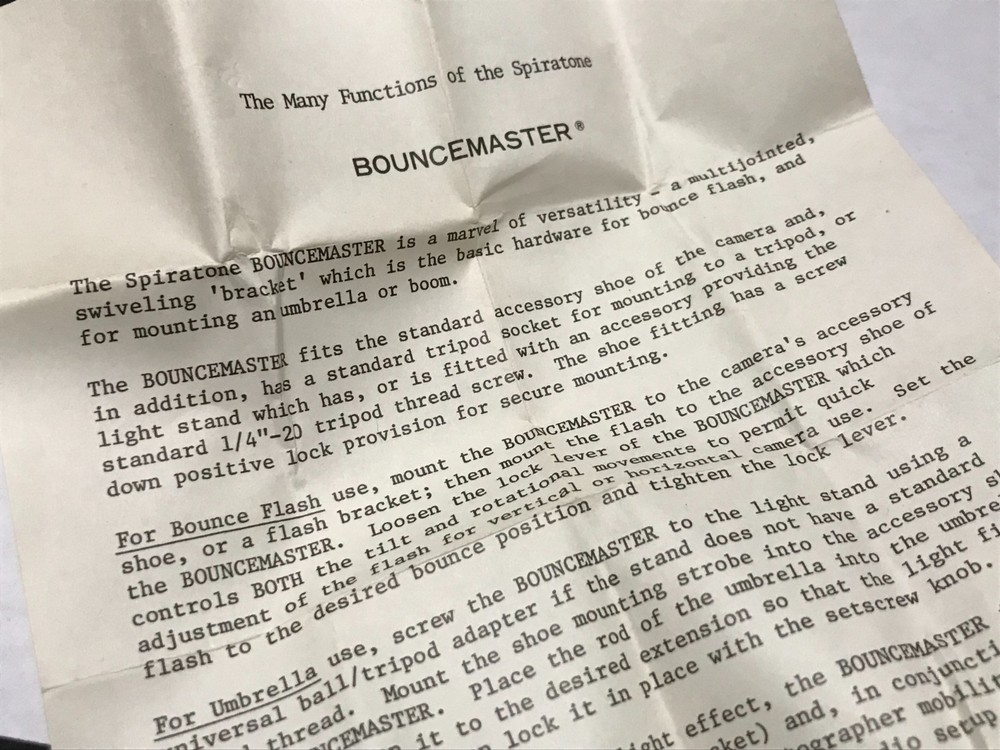 The Many Functions of the Spiratone
BOUNCEMASTER®
The Spiratone BOUNCEMASTER is a marvel of versatility - a multijointed,
swiveling 'bracket' which is the basic hardware for bounce flash, and
for mounting an umbrella or boom.
The BOUNCEMASTER fits the standard accessory shoe of the camera and,
in addition, has a standard tripod socket for mounting to a tripod, or
light stand which has, or is fitted with an accessory providing the
standard 1/4"-20 tripod thread screw. The shoe fitting has a screw
down positive lock provision for secure mounting.
For Bounce Flash use, mount the BOUNCEMASTER to the camera's accessory
shoe, or a flash bracket; then mount the flash to the accessory shoe of
the BOUNCEMASTER. Loosen the lock lever of the BOUNCEMASTER which
controls BOTH the tilt and rotational movements to permit quick
adjustment of the flash for vertical or horizontal camera use. Set the
flash to the desired bounce position and tighten the lock lever.
For Umbrella use, screw the BOUNCEMASTER to the light stand using a
universal ball/tripod adapter if the stand does not have a standard
thread. Mount the shoe mounting strobe into the accessory
NCEMASTER. Place the rod of the umbrella into the umbre
it to the desired extension so that the light fi
lock it in place with the setscrew knob.
ght effect, the BOUNCEMASTER
ket) and, in conjuncti
ographer mobilit
setup